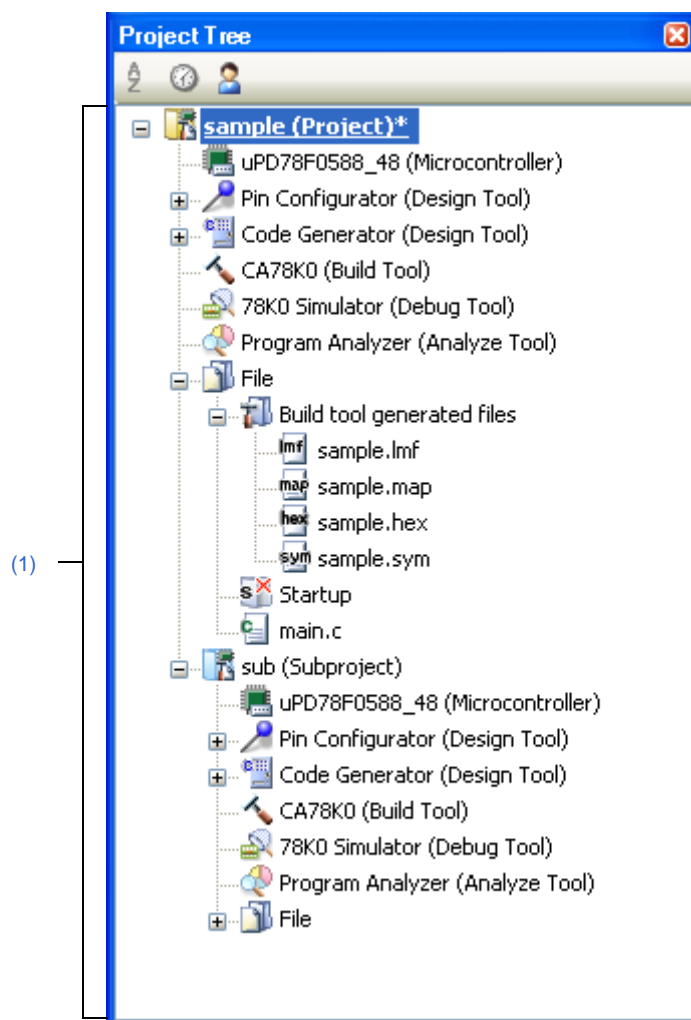 Project Tree
A
Z
sample (Project)*
uPD78F0588_48 (Microcontroller)
Pin Configurator (Design Tool)
Code Generator (Design Tool)
CA78K0 (Build Tool)
78K0 Simulator (Debug Tool)
Program Analyzer (Analyze Tool)
File
Build tool generated files
lmf sample.lmf
map sample.map
hex sample.hex
sym sample.sym
(1)
S Startup
C main.c
sub (Subproject)
uPD78F0588_48 (Microcontroller)
Pin Configurator (Design Tool)
Code Generator (Design Tool)
CA78K0 (Build Tool)
78K0 Simulator (Debug Tool)
Program Analyzer (Analyze Tool)
File